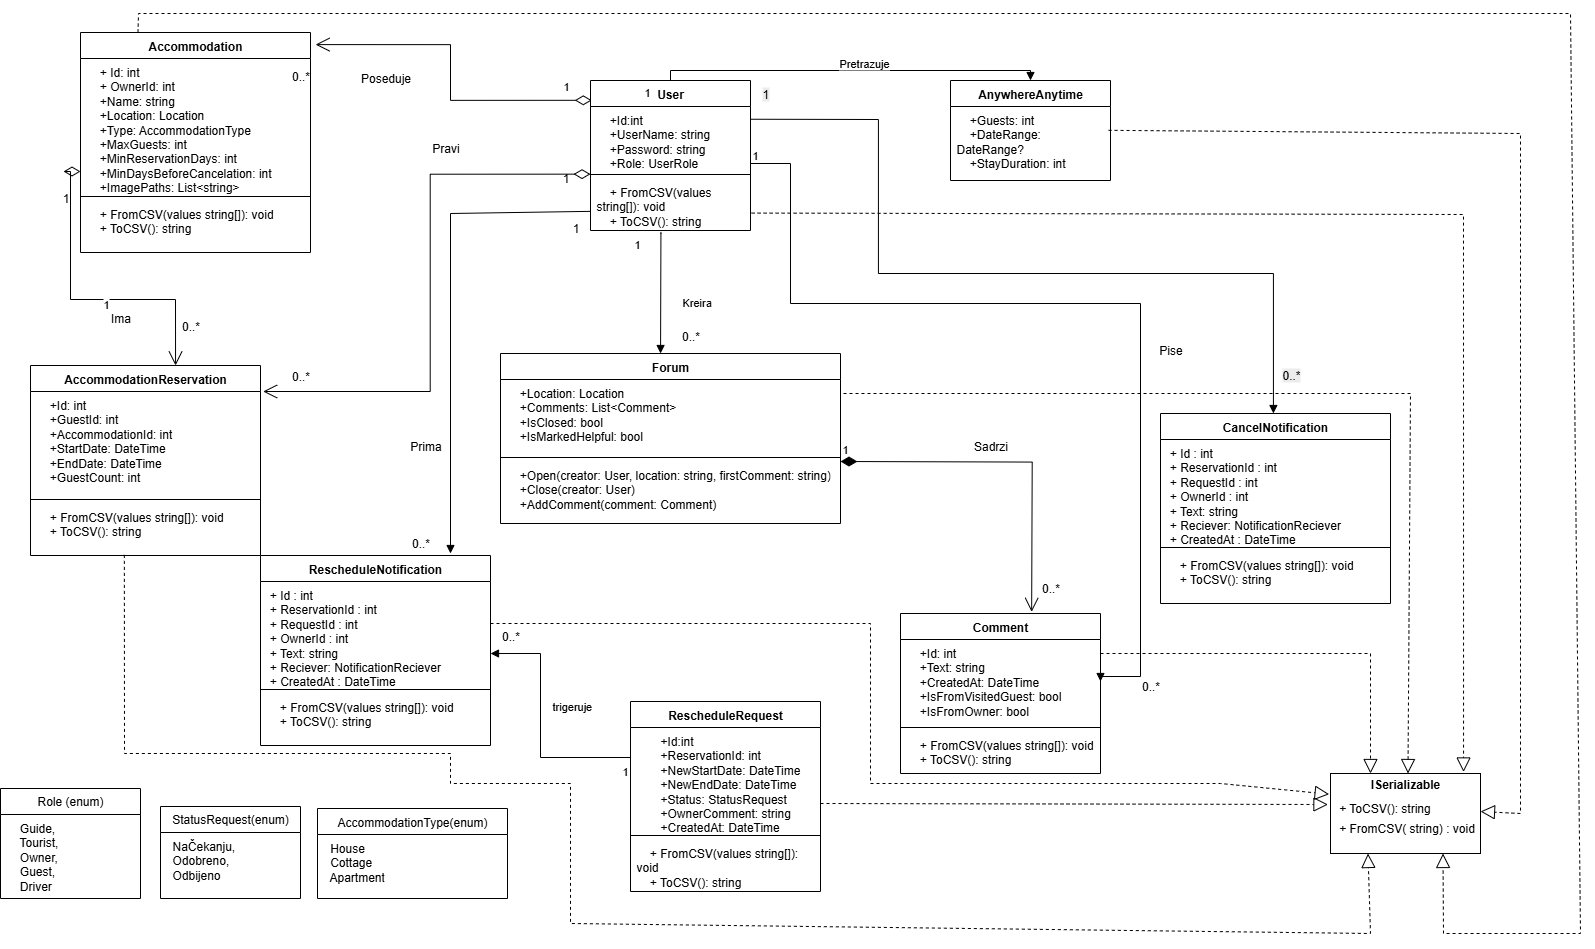 Accommodation
+ Id: int
+ OwnerId: int
+Name: string
+Location: Location
+Type: AccommodationType
+MaxGuests: int
+MinReservationDays: int
+MinDaysBeforeCancelation: int
+ImagePaths: List<string>
+ FromCSV(values string[]): void
+ ToCSV(): string
0..*
Poseduje
1
1
User
1
+Id:int
+UserName: string
+Password: string
+Role: UserRole
+ FromCSV(values
string[]): void
+ ToCSV(): string
Pretrazuje
AnywhereAnytime
+Guests: int
+DateRange:
DateRange?
+StayDuration: int
Pravi
1
1
1
1
1
1
Ima
0..*
0..*
Kreira
0..*
Pise
0..*
AccommodationReservation
+Id: int
+GuestId: int
+AccommodationId: int
+StartDate: DateTime
+EndDate: DateTime
+GuestCount: int
+ FromCSV(values string[]): void
+ ToCSV(): string
Prima
0..*
Forum
+Location: Location
+Comments: List<Comment>
+IsClosed: bool
+IsMarkedHelpful: bool
+Open(creator: User, location: string, firstComment: string)
+Close(creator: User)
+AddComment(comment: Comment)
1
Sadrzi
0..*
CancelNotification
+ Id : int
+ ReservationId : int
+ RequestId : int
+ OwnerId : int
+ Text: string
+ Reciever: NotificationReciever
+ CreatedAt : DateTime
+ FromCSV(values string[]): void
+ ToCSV(): string
RescheduleNotification
+ Id : int
+ ReservationId : int
+ RequestId : int
+ OwnerId : int
+ Text: string
+ Reciever: NotificationReciever
+ CreatedAt : DateTime
+ FromCSV(values string[]): void
+ ToCSV(): string
0..*
trigeruje
1
Comment
+Id: int
+Text: string
+CreatedAt: DateTime
+IsFromVisitedGuest: bool
+IsFromOwner: bool
+ FromCSV(values string[]): void
+ ToCSV(): string
0..*
RescheduleRequest
+Id:int
+ReservationId: int
+NewStartDate: DateTime
+NewEndDate: DateTime
+Status: StatusRequest
+OwnerComment: string
+CreatedAt: DateTime
+ FromCSV(values string[]):
void
+ ToCSV(): string
ISerializable
+ ToCSV(): string
+ FromCSV( string) : void
Role (enum)
Guide,
Tourist,
Owner,
Guest,
Driver
StatusRequest(enum)
NaČekanju,
Odobreno,
Odbijeno
AccommodationType(enum)
House
Cottage
Apartment